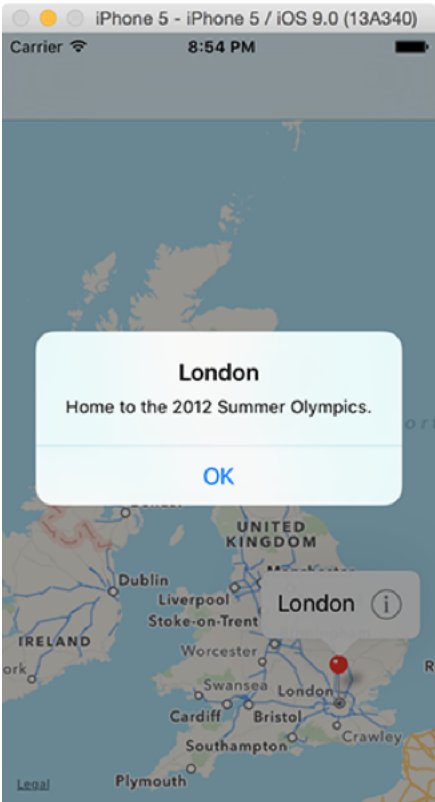 iPhone 5 - iPhone 5 / iOS 9.0 (13A340)
Carrier 8:54 PM
London
Home to the 2012 Summer Olympics.
OK
UNITED
KINGDOM
Dublin
Liverpool
London
Stoke-on-Trent
IRELAND
Worcester
Swansea London
Cardiff Bristol
Crawley
Southampton
Plymouth
Legal